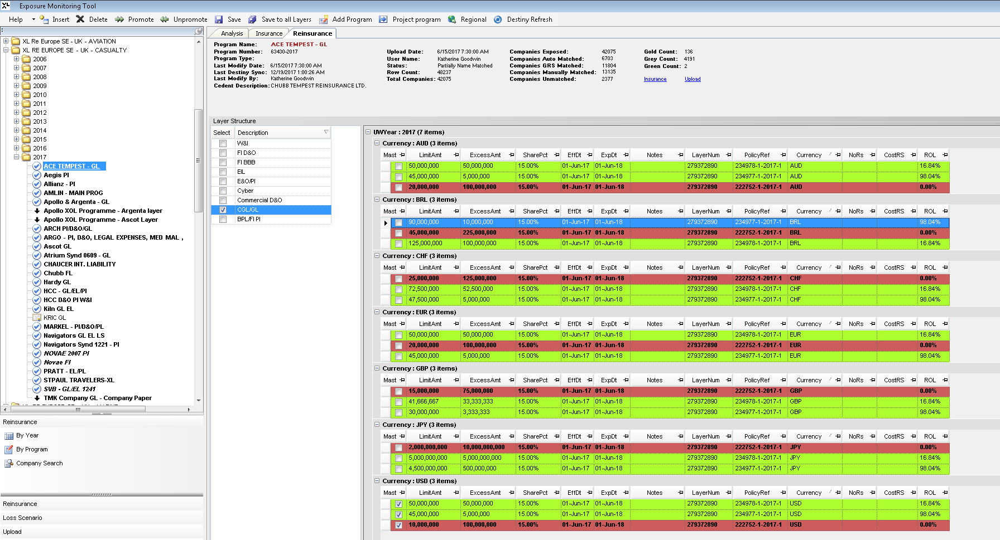 XL Exposure Monitoring Tool
Help Insert Delete Promote Unpromote Save Save to all Layers Add Program Project program Regional Destiny Refresh
XL Re Europe SE - UK - AVIATION
XL RE EUROPE SE - UK - CASUALTY
2006
2007
2008
2009
2010
2011
2012
2013
2014
2015
2016
2017
ACE TEMPEST - GL
Aegis PI
Allianz - PI
AMLIN - MAIN PROG
Apollo & Argenta - GL
Apollo XOL Programme - Argenta layer
Apollo XOL Programme - Ascot Layer
ARCH PI/D&O/GL
ARGO - PI, D&O, LEGAL EXPENSES, MED MAL ,
Ascot GL
Atrium Synd 0609 - GL
CHAUCER INT. LIABILITY
Chubb FL
Hardy GL
HCC - GL/EL/PI
HCC D&O PI W&I
Kiln GL EL
KRIC GL
MARKEL - PI/D&O/PL
Navigators GL EL LS
Navigators Synd 1221 - PI
NOVAE 2007 PI
Novae FI
PRATT - EL/PL
STPAUL TRAVELERS-XL
SVB - GL/EL 1241
TMK Company GL - Company Paper
Reinsurance
By Year
By Program
Company Search
Reinsurance
Loss Scenario
Upload
Analysis Insurance Reinsurance
Program Name: ACE TEMPEST - GL
Program Number: 63430-2017
Program Type:
Last Modify Date: 6/15/2017 7:30:00 AM
Last Destiny Sync: 12/19/2017 1:00:26 AM
Last Modify By: Katherine Goodwin
Cedent Description: CHUBB TEMPEST REINSURANCE LTD.
Upload Date: 6/15/2017 7:30:00 AM
User Name: Katherine Goodwin
Status: Partially Name Matched
Row Count: 48237
Total Companies: 42075
Companies Exposed: 42075
Companies Auto Matched: 6703
Companies GRS Matched: 11804
Companies Manually Matched: 13135
Companies Unmatched: 2377
Gold Count: 136
Grey Count: 4191
Green Count: 2
Insurance Upload
Layer Structure
Select Description
W&I
FI D&O
FI BBB
EIL
E&O/PI
Cyber
Commercial D&O
CGL/GL
BPL/FI PI
UWYear : 2017 (7 items)
Currency : AUD (3 items)
Mast LimitAmt ExcessAmt SharePct EffDt ExpDt Notes LayerNum PolicyRef Currency NoRs CostRS ROL
50,000,000 50,000,000 15.00% 01-Jun-17 01-Jun-18 279372890 234978-1-2017-1 AUD 16.84%
45,000,000 5,000,000 15.00% 01-Jun-17 01-Jun-18 279372890 234977-1-2017-1 AUD 98.04%
20,000,000 100,000,000 15.00% 01-Jun-17 01-Jun-18 279372890 222752-1-2017-1 AUD 0.00%
Currency : BRL (3 items)
Mast LimitAmt ExcessAmt SharePct EffDt ExpDt Notes LayerNum PolicyRef Currency NoRs CostRS ROL
90,000,000 10,000,000 15.00% 01-Jun-17 01-Jun-18 279372890 234977-1-2017-1 BRL 98.04%
45,000,000 225,000,000 15.00% 01-Jun-17 01-Jun-18 279372890 222752-1-2017-1 BRL 0.00%
125,000,000 100,000,000 15.00% 01-Jun-17 01-Jun-18 279372890 234978-1-2017-1 BRL 16.84%
Currency : CHF (3 items)
Mast LimitAmt ExcessAmt SharePct EffDt ExpDt Notes LayerNum PolicyRef Currency NoRs CostRS ROL
25,000,000 125,000,000 15.00% 01-Jun-17 01-Jun-18 279372890 222752-1-2017-1 CHF 0.00%
72,500,000 52,500,000 15.00% 01-Jun-17 01-Jun-18 279372890 234978-1-2017-1 CHF 16.84%
47,500,000 5,000,000 15.00% 01-Jun-17 01-Jun-18 279372890 234977-1-2017-1 CHF 98.04%
Currency : EUR (3 items)
Mast LimitAmt ExcessAmt SharePct EffDt ExpDt Notes LayerNum PolicyRef Currency NoRs CostRS ROL
50,000,000 50,000,000 15.00% 01-Jun-17 01-Jun-18 279372890 234978-1-2017-1 EUR 16.84%
20,000,000 100,000,000 15.00% 01-Jun-17 01-Jun-18 279372890 222752-1-2017-1 EUR 0.00%
45,000,000 5,000,000 15.00% 01-Jun-17 01-Jun-18 279372890 234977-1-2017-1 EUR 98.04%
Currency : GBP (3 items)
Mast LimitAmt ExcessAmt SharePct EffDt ExpDt Notes LayerNum PolicyRef Currency NoRs CostRS ROL
15,000,000 75,000,000 15.00% 01-Jun-17 01-Jun-18 279372890 222752-1-2017-1 GBP 0.00%
41,666,667 33,333,333 15.00% 01-Jun-17 01-Jun-18 279372890 234978-1-2017-1 GBP 16.84%
30,000,000 3,333,333 15.00% 01-Jun-17 01-Jun-18 279372890 234977-1-2017-1 GBP 98.04%
Currency : JPY (3 items)
Mast LimitAmt ExcessAmt SharePct EffDt ExpDt Notes LayerNum PolicyRef Currency NoRs CostRS ROL
2,000,000,000 10,000,000,000 15.00% 01-Jun-17 01-Jun-18 279372890 222752-1-2017-1 JPY 0.00%
5,000,000,000 5,000,000,000 15.00% 01-Jun-17 01-Jun-18 279372890 234978-1-2017-1 JPY 16.84%
4,500,000,000 500,000,000 15.00% 01-Jun-17 01-Jun-18 279372890 234977-1-2017-1 JPY 98.04%
Currency : USD (3 items)
Mast LimitAmt ExcessAmt SharePct EffDt ExpDt Notes LayerNum PolicyRef Currency NoRs CostRS ROL
50,000,000 50,000,000 15.00% 01-Jun-17 01-Jun-18 279372890 234978-1-2017-1 USD 16.84%
45,000,000 5,000,000 15.00% 01-Jun-17 01-Jun-18 279372890 234977-1-2017-1 USD 98.04%
10,000,000 100,000,000 15.00% 01-Jun-17 01-Jun-18 279372890 222752-1-2017-1 USD 0.00%